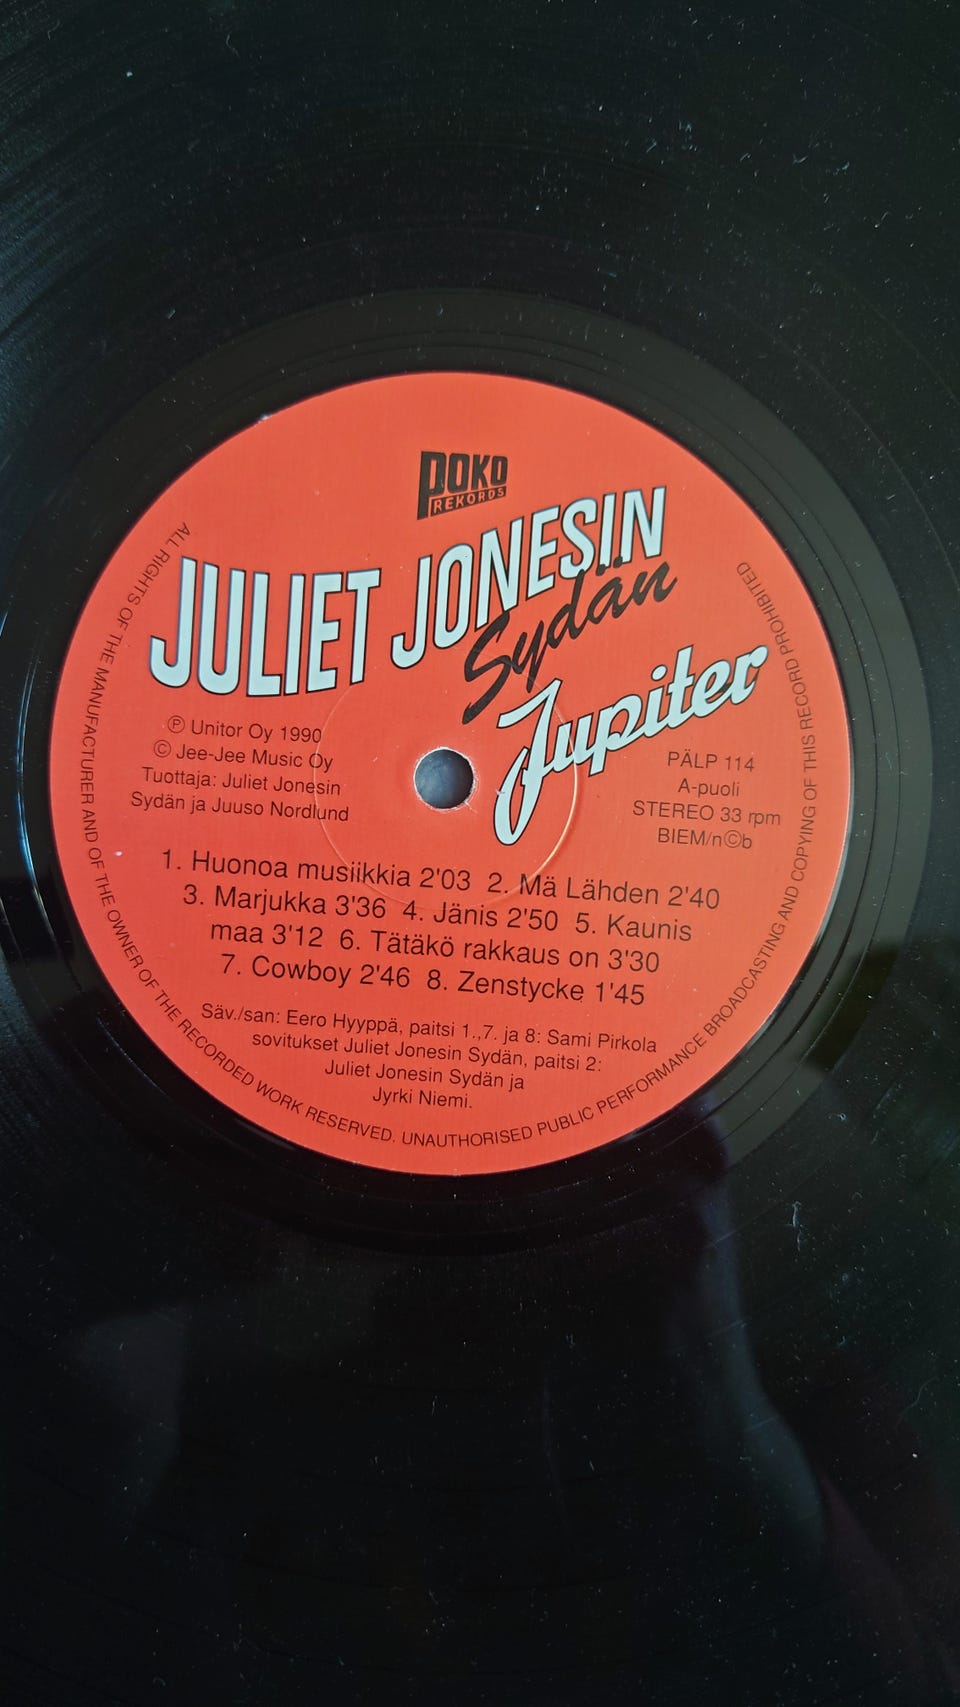 POKO
REKORDS
JULIET JONESIN
Sydän
Jupiter
℗ Unitor Oy 1990
© Jee-Jee Music Oy
Tuottaja: Juliet Jonesin
Sydän ja Juuso Nordlund
PÄLP 114
A-puoli
STEREO 33 rpm
BIEM/n©b
1. Huonoa musiikkia 2'03 2. Mä Lähden 2'40
3. Marjukka 3'36 4. Jänis 2'50 5. Kaunis
maa 3'12 6. Tätäkö rakkaus on 3'30
7. Cowboy 2'46 8. Zenstycke 1'45
Säv./san: Eero Hyyppä, paitsi 1.,7. ja 8: Sami Pirkola
sovitukset Juliet Jonesin Sydän, paitsi 2:
Juliet Jonesin Sydän ja
Jyrki Niemi.
ALL RIGHTS OF THE MANUFACTURER AND OF THE OWNER OF THE RECORDED WORK RESERVED. UNAUTHORISED PUBLIC PERFORMANCE BROADCASTING AND COPYING OF THIS RECORD PROHIBITED